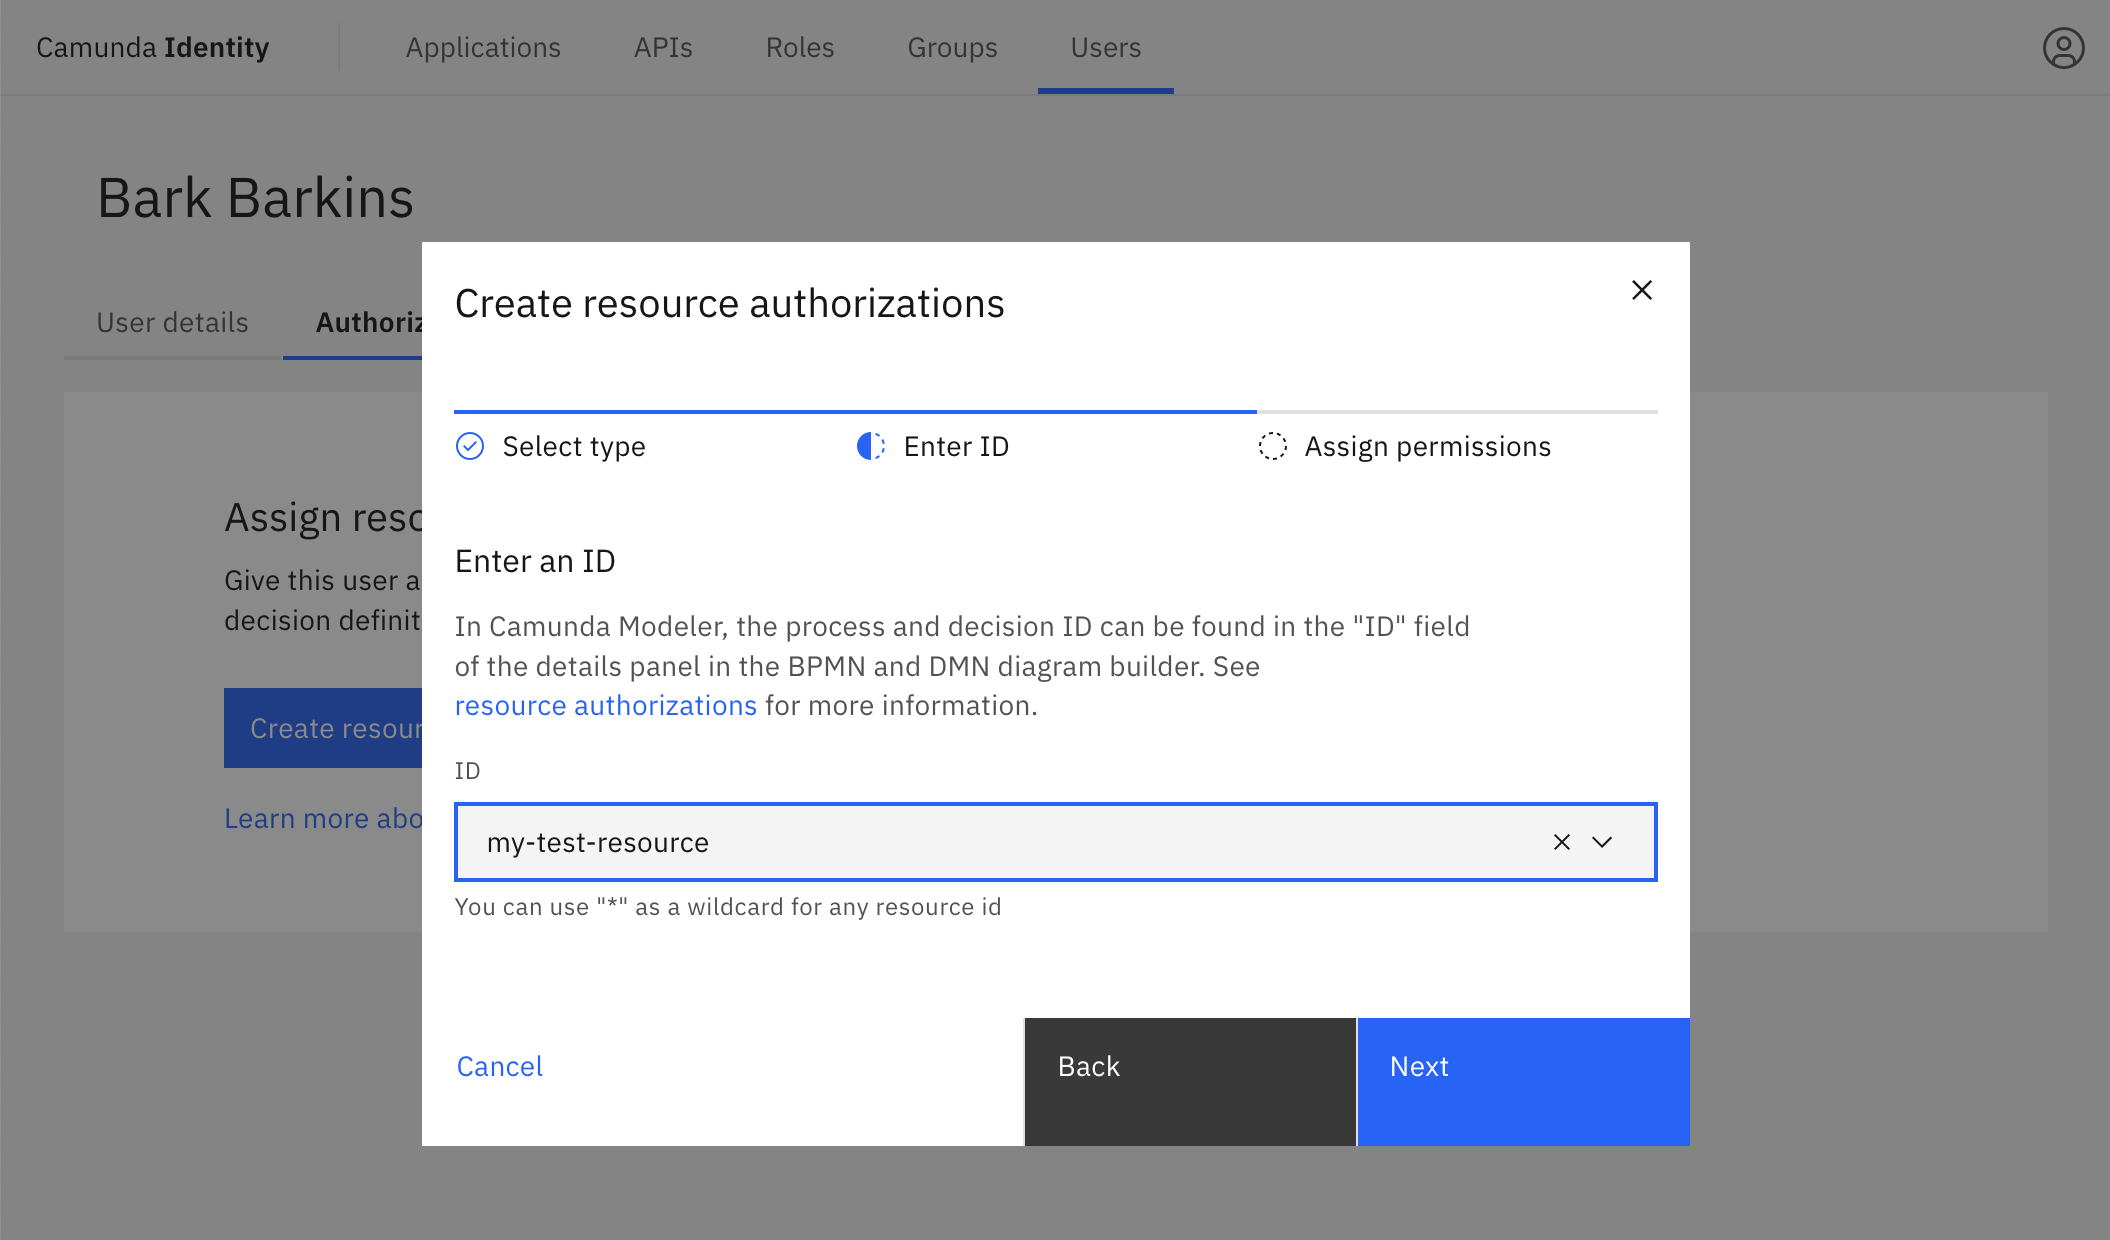 Camunda Identity
Applications
APIs
Roles
Groups
Users
Bark Barkins
User details
Authoriz
Assign reso
Give this user a
decision definit
Create resour
Learn more abo
Create resource authorizations
Select type
Enter ID
Assign permissions
Enter an ID
In Camunda Modeler, the process and decision ID can be found in the "ID" field
of the details panel in the BPMN and DMN diagram builder. See
resource authorizations for more information.
ID
my-test-resource
You can use "*" as a wildcard for any resource id
Cancel
Back
Next